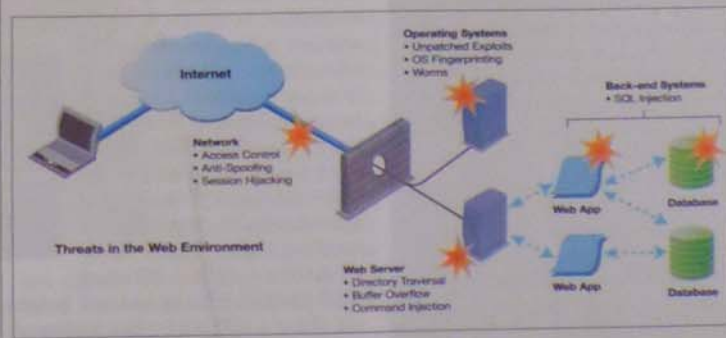 Internet
Operating Systems
• Unpatched Exploits
• OS Fingerprinting
• Worms
Back-end Systems
• SQL Injection
Network
• Access Control
• Anti-Spoofing
• Session Hijacking
Web App
Database
Threats in the Web Environment
Web Server
• Directory Traversal
• Buffer Overflow
• Command Injection
Web App
Database